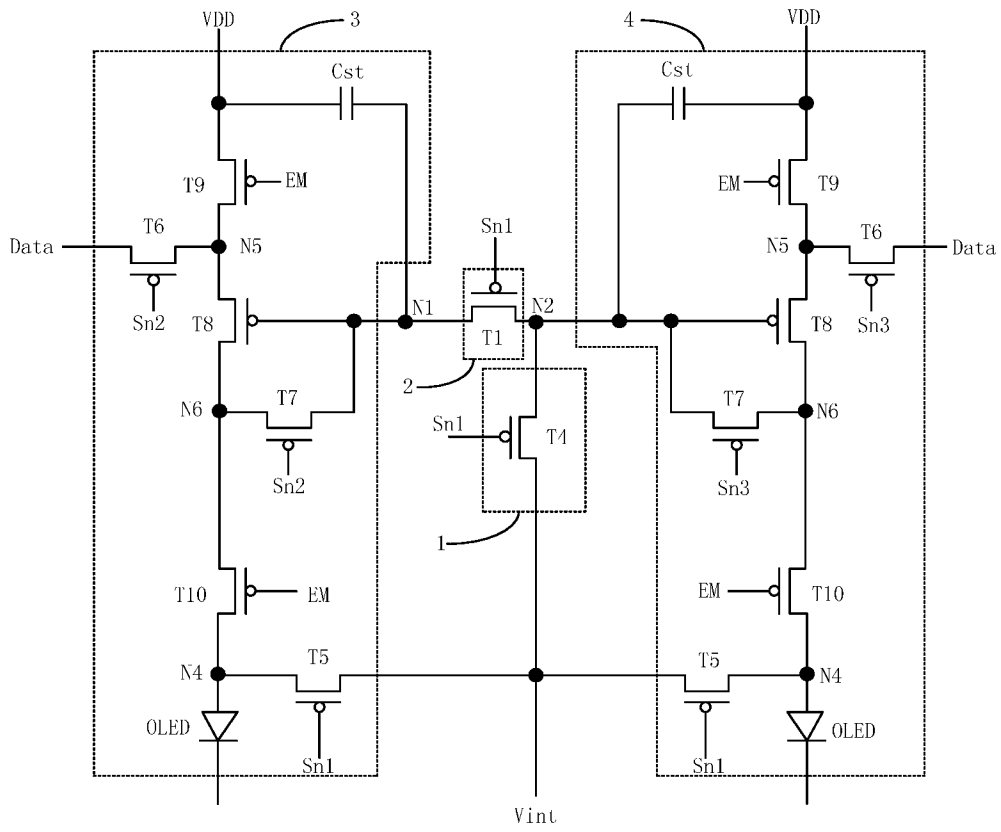 VDD
3
4
VDD
Cst
Cst
T9
EM
EM
T9
Data
T6
N5
Sn1
N5
T6
Data
Sn2
T8
N1
N2
T8
Sn3
T1
2
N6
T7
Sn1
T4
T7
N6
Sn2
Sn3
1
T10
EM
EM
T10
N4
T5
T5
N4
OLED
OLED
Sn1
Sn1
Vint